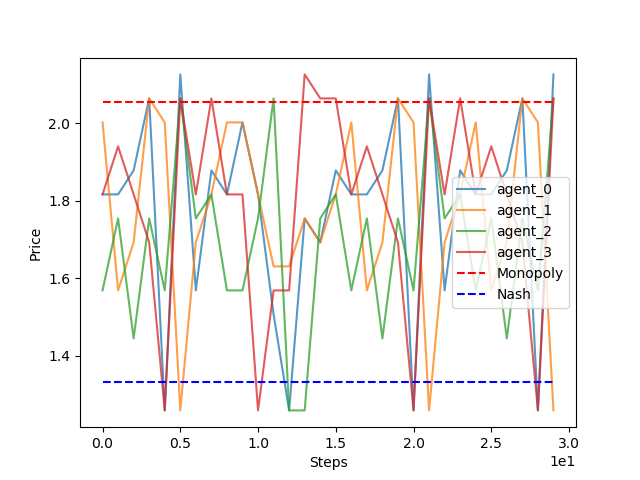 2.0
1.8
1.6
1.4
Price
agent_0
agent_1
agent_2
agent_3
Monopoly
Nash
0.0 0.5 1.0 1.5 2.0 2.5 3.0
Steps 1e1